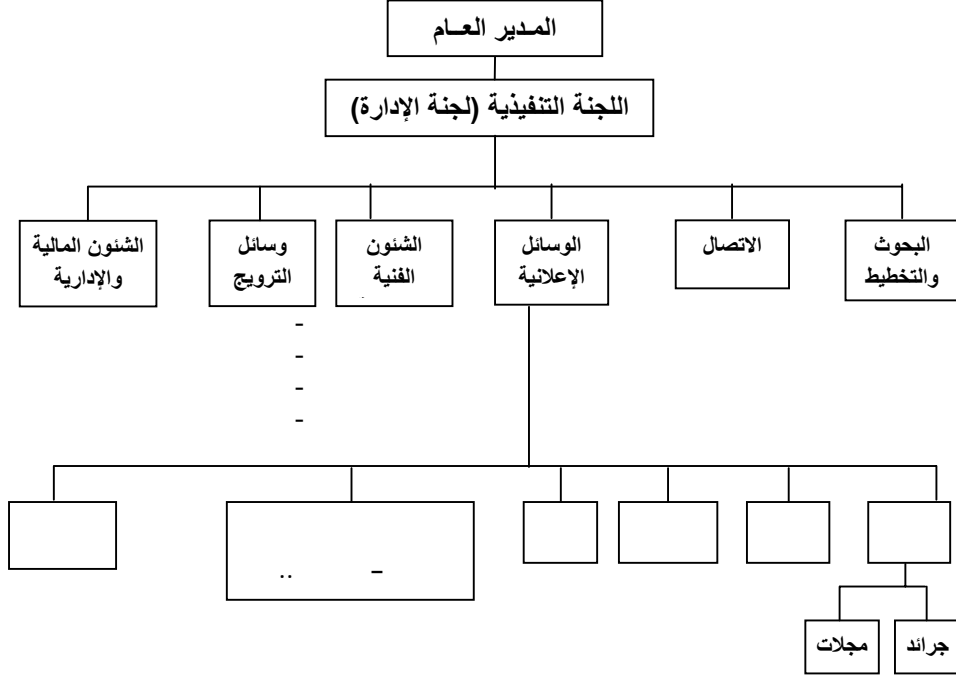 المدير العــام
اللجنة التنفيذية (لجنة الإدارة)
البحوث
والتخطيط
الاتصال
الوسائل
الإعلانية
الشئون
الفنية
وسائل
الترويج
الشئون المالية
والإدارية
-
-
-
-
– ..
جرائد
مجلات